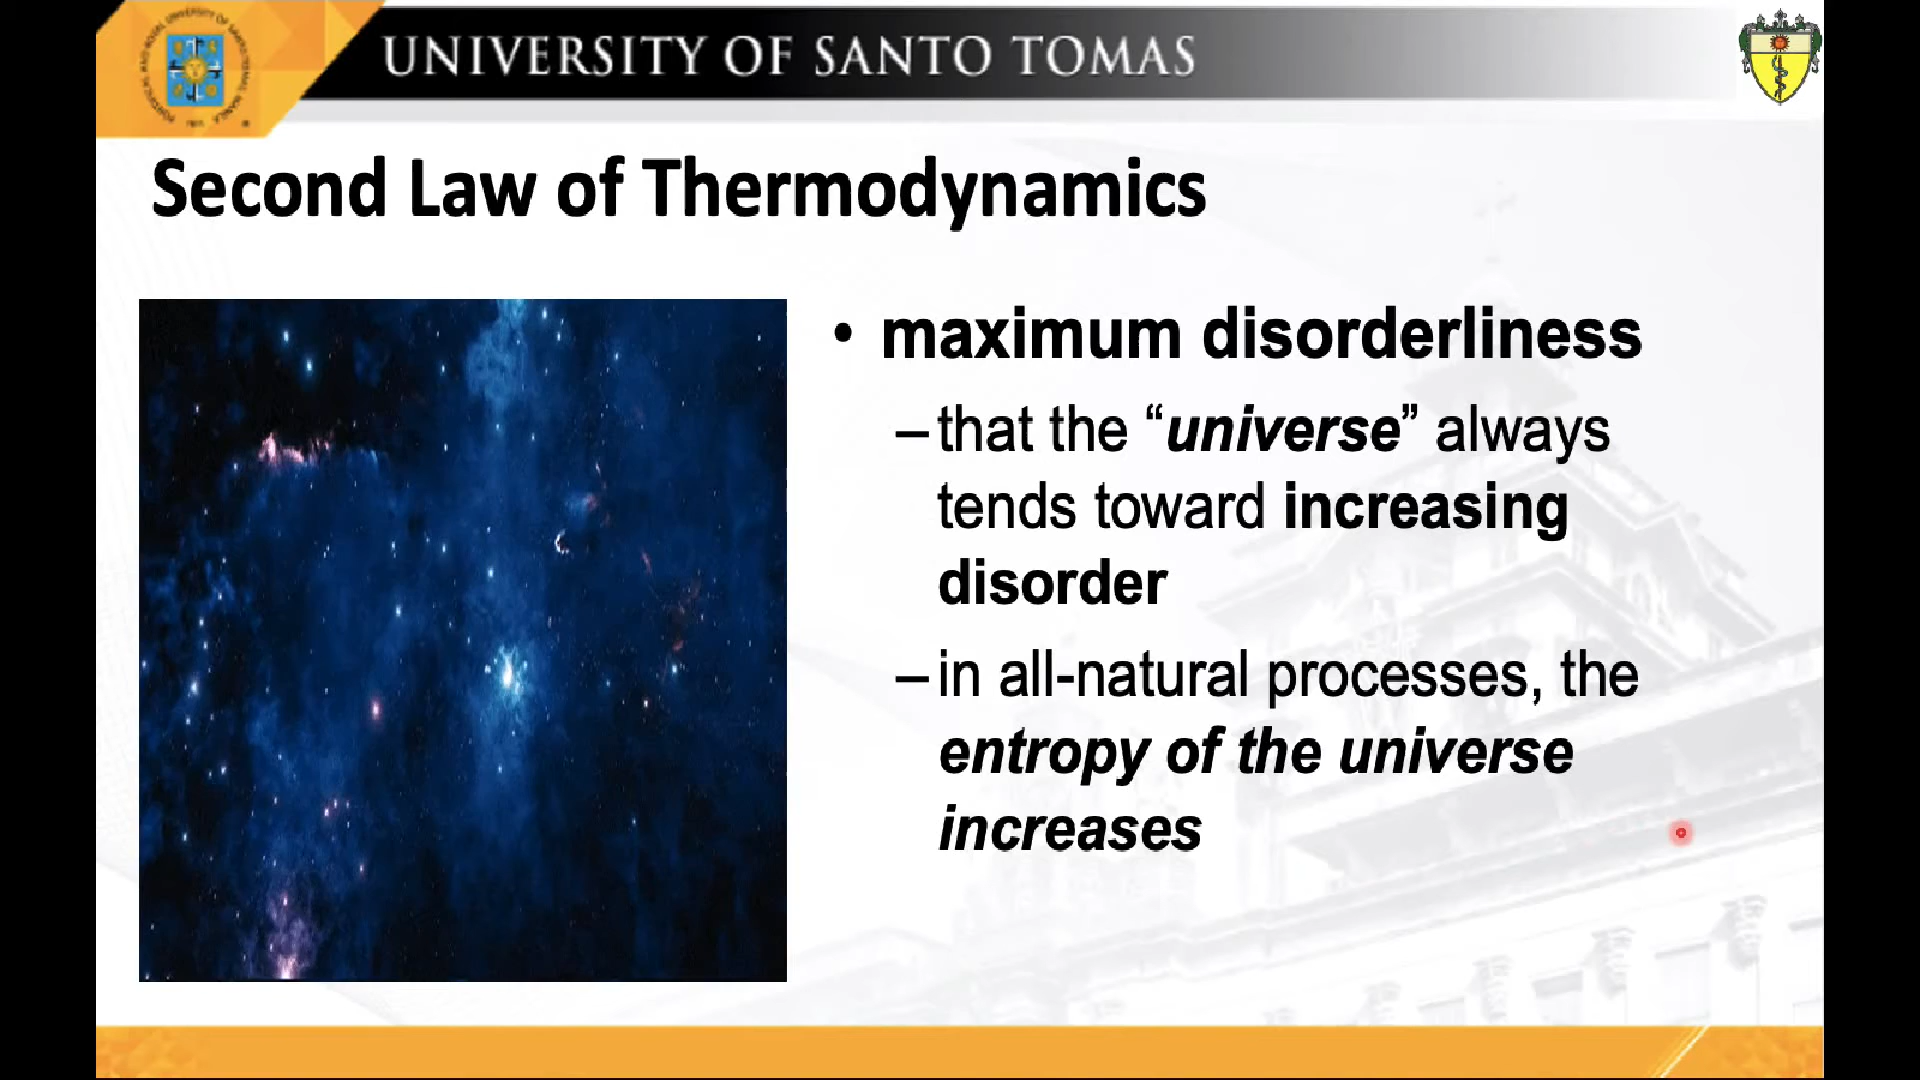 UNIVERSITY OF SANTO TOMAS
Second Law of Thermodynamics
• maximum disorderliness
– that the “universe” always
tends toward increasing
disorder
– in all-natural processes, the
entropy of the universe
increases